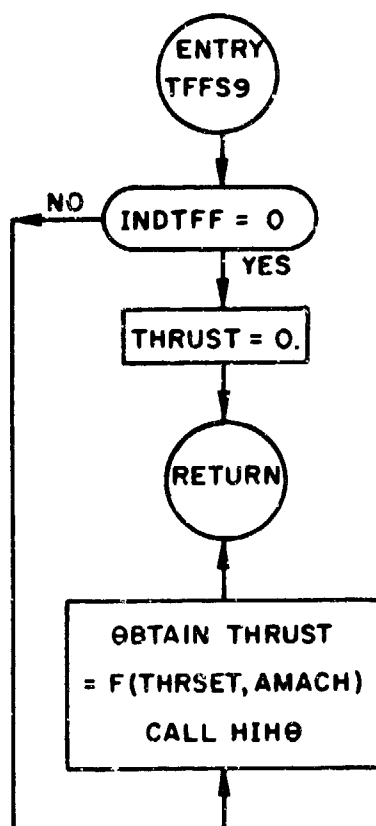 ENTRY
TFFS9
NO
INDTFF = 0
YES
THRUST = 0.
RETURN
θBTAIN THRUST
= F(THRSET, AMACH)
CALL HIHθ